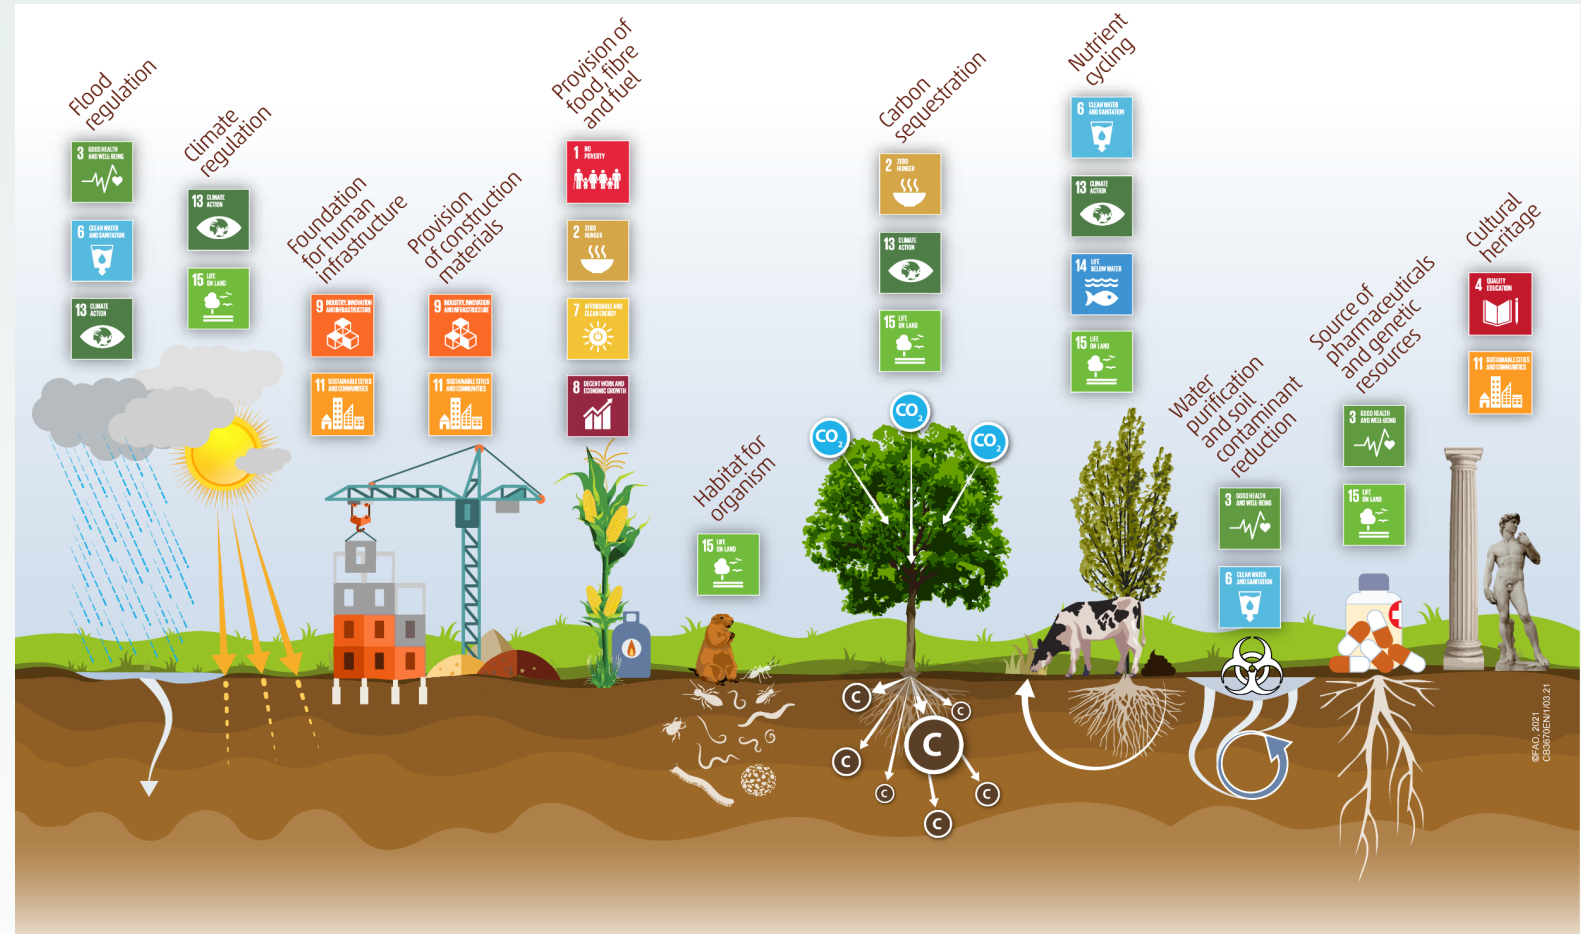 Flood
regulation
3 GOOD HEALTH
AND WELL-BEING
6 CLEAN WATER
AND SANITATION
13 CLIMATE
ACTION
Climate
regulation
13 CLIMATE
ACTION
15 LIFE
ON LAND
Foundation
for human
infrastructure
9 INDUSTRY, INNOVATION
AND INFRASTRUCTURE
11 SUSTAINABLE CITIES
AND COMMUNITIES
Provision
of construction
materials
9 INDUSTRY, INNOVATION
AND INFRASTRUCTURE
11 SUSTAINABLE CITIES
AND COMMUNITIES
Provision of
food, fibre
and fuel
1 NO
POVERTY
2 ZERO
HUNGER
7 AFFORDABLE AND
CLEAN ENERGY
8 DECENT WORK AND
ECONOMIC GROWTH
Habitat for
organism
15 LIFE
ON LAND
Carbon
sequestration
2 ZERO
HUNGER
13 CLIMATE
ACTION
15 LIFE
ON LAND
CO₂
CO₂
CO₂
C
C
C
C
C
C
C
Nutrient
cycling
6 CLEAN WATER
AND SANITATION
13 CLIMATE
ACTION
14 LIFE
BELOW WATER
15 LIFE
ON LAND
Water
purification
and soil
contaminant
reduction
3 GOOD HEALTH
AND WELL-BEING
6 CLEAN WATER
AND SANITATION
Source of
pharmaceuticals
and genetic
resources
3 GOOD HEALTH
AND WELL-BEING
15 LIFE
ON LAND
Cultural
heritage
4 QUALITY
EDUCATION
11 SUSTAINABLE CITIES
AND COMMUNITIES
©FAO, 2021
CB3670EN/1/03.21